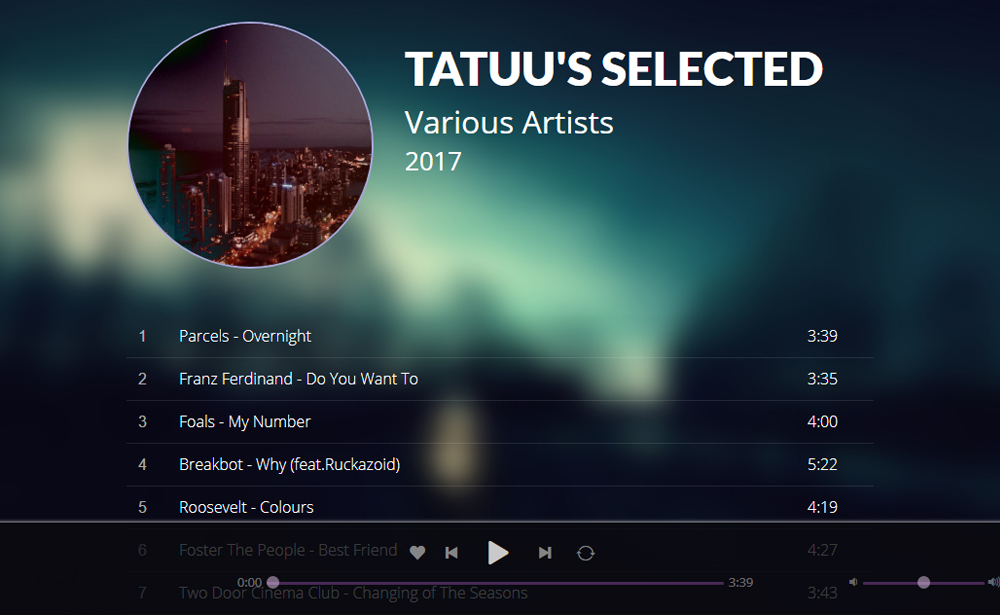 TATUU'S SELECTED
Various Artists
2017
1 Parcels - Overnight 3:39
2 Franz Ferdinand - Do You Want To 3:35
3 Foals - My Number 4:00
4 Breakbot - Why (feat.Ruckazoid) 5:22
5 Roosevelt - Colours 4:19
6 Foster The People - Best Friend 4:27
0:00 3:39
7 Two Door Cinema Club - Changing of The Seasons 3:43